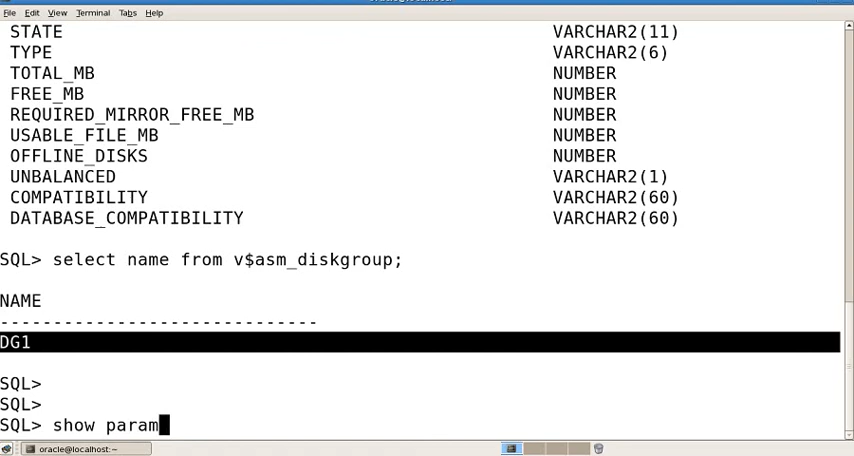 File Edit View Terminal Tabs Help
STATE VARCHAR2(11)
TYPE VARCHAR2(6)
TOTAL_MB NUMBER
FREE_MB NUMBER
REQUIRED_MIRROR_FREE_MB NUMBER
USABLE_FILE_MB NUMBER
OFFLINE_DISKS NUMBER
UNBALANCED VARCHAR2(1)
COMPATIBILITY VARCHAR2(60)
DATABASE_COMPATIBILITY VARCHAR2(60)
SQL> select name from v$asm_diskgroup;
NAME
------------------------------
DG1
SQL>
SQL>
SQL> show param
oracle@localhost:~